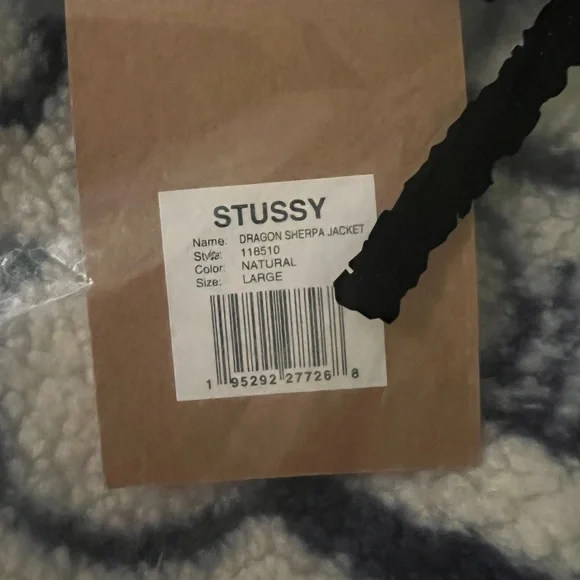 STUSSY
Name: DRAGON SHERPA JACKET
Style: 118510
Color: NATURAL
Size: LARGE
1 95292 27726 8